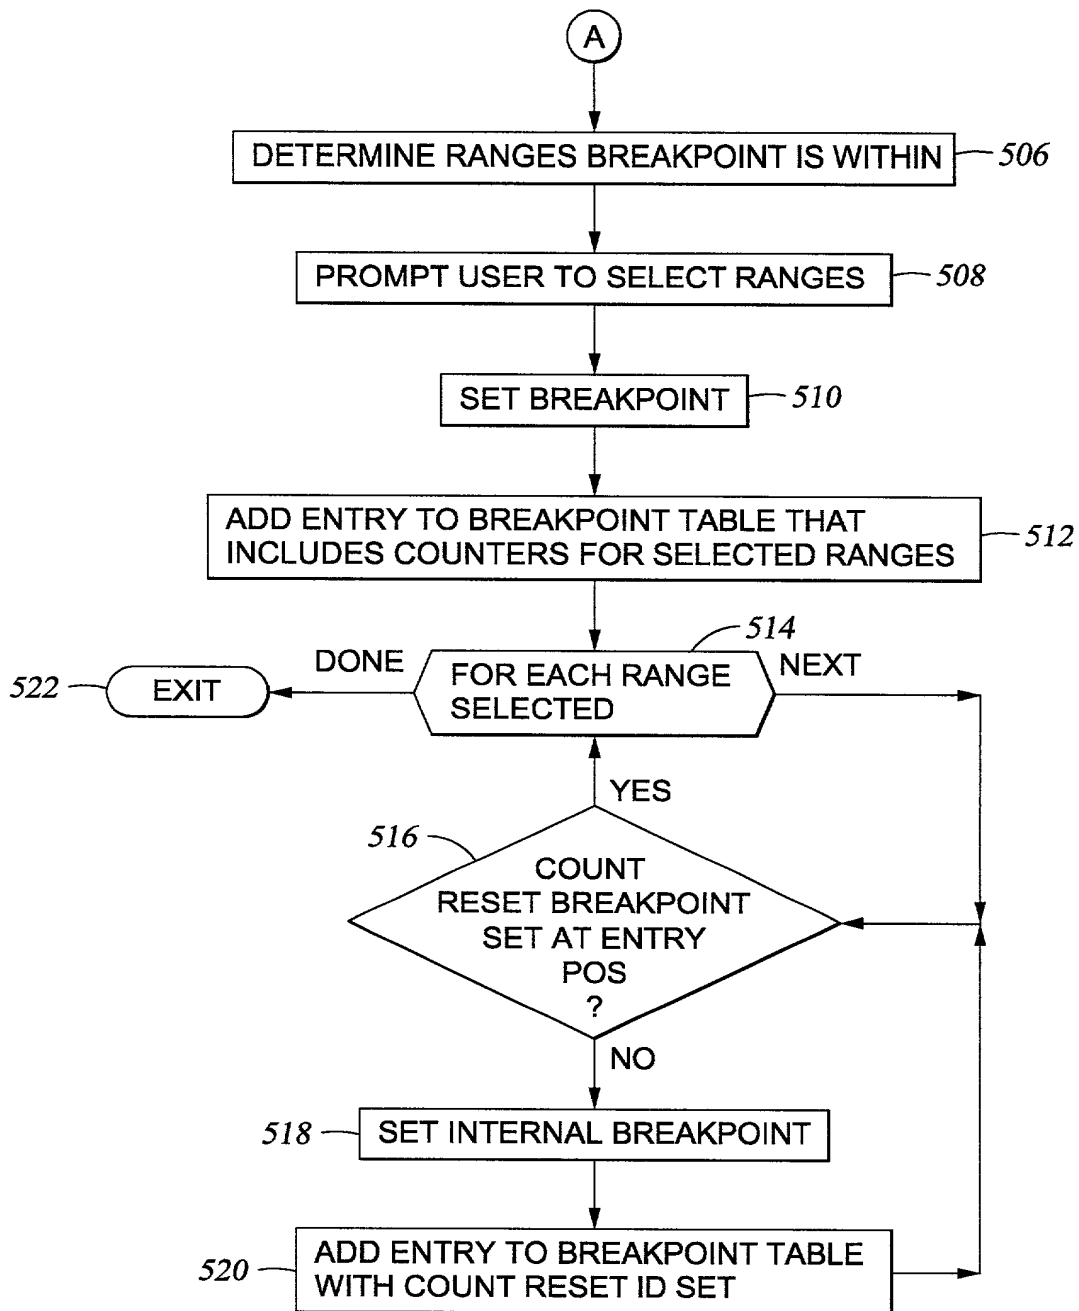 A
DETERMINE RANGES BREAKPOINT IS WITHIN
506
PROMPT USER TO SELECT RANGES
508
SET BREAKPOINT
510
ADD ENTRY TO BREAKPOINT TABLE THAT
INCLUDES COUNTERS FOR SELECTED RANGES
512
514
DONE
FOR EACH RANGE
SELECTED
NEXT
522
EXIT
YES
516
COUNT
RESET BREAKPOINT
SET AT ENTRY
POS
?
NO
518
SET INTERNAL BREAKPOINT
520
ADD ENTRY TO BREAKPOINT TABLE
WITH COUNT RESET ID SET